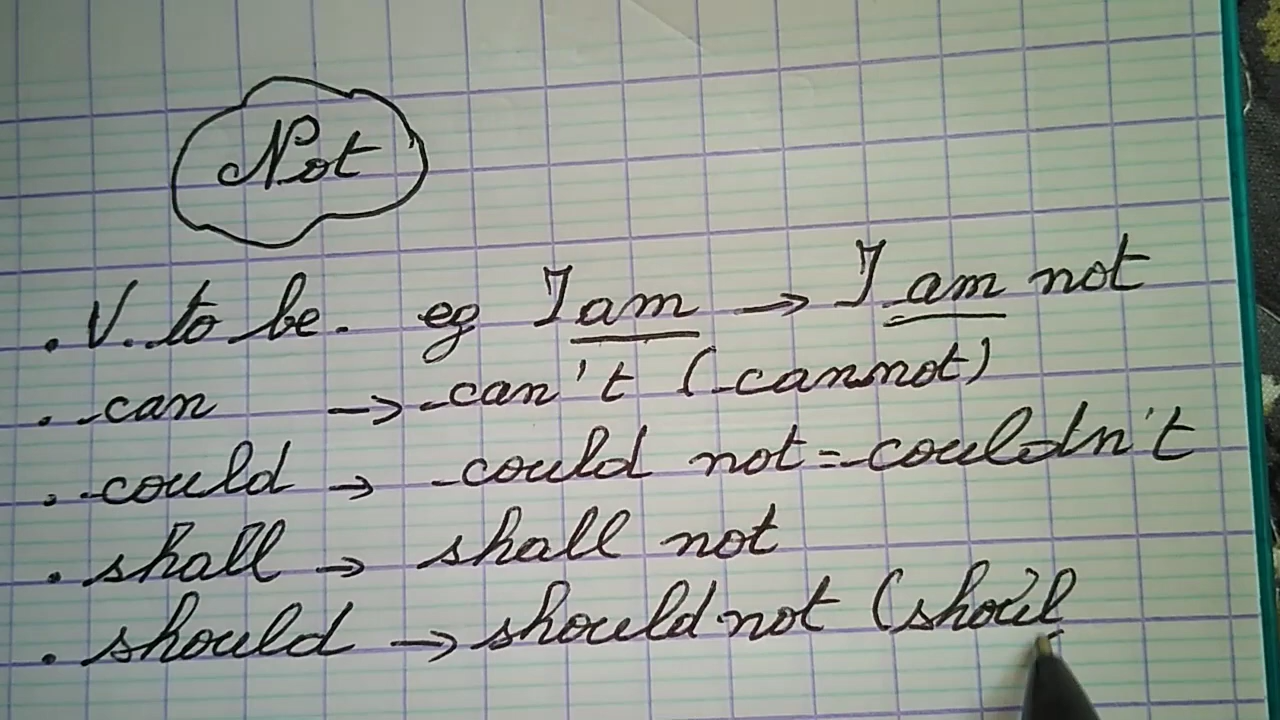 Not
. V. to be. eg I am → I am not
. can → can't (cannot)
. could → could not = couldn't
. shall → shall not
. should → should not (shoul